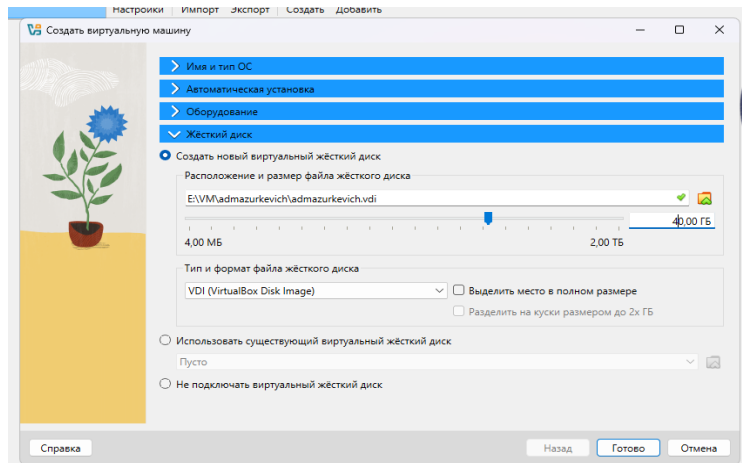 Настройки Импорт Экспорт Создать Добавить
Создать виртуальную машину
Имя и тип ОС
Автоматическая установка
Оборудование
Жёсткий диск
Создать новый виртуальный жёсткий диск
Расположение и размер файла жёсткого диска
E:\VM\admazurkevich\admazurkevich.vdi
40,00 ГБ
4,00 МБ 2,00 ТБ
Тип и формат файла жёсткого диска
VDI (VirtualBox Disk Image) Выделить место в полном размере
Разделить на куски размером до 2х ГБ
Использовать существующий виртуальный жёсткий диск
Пусто
Не подключать виртуальный жёсткий диск
Справка Назад Готово Отмена